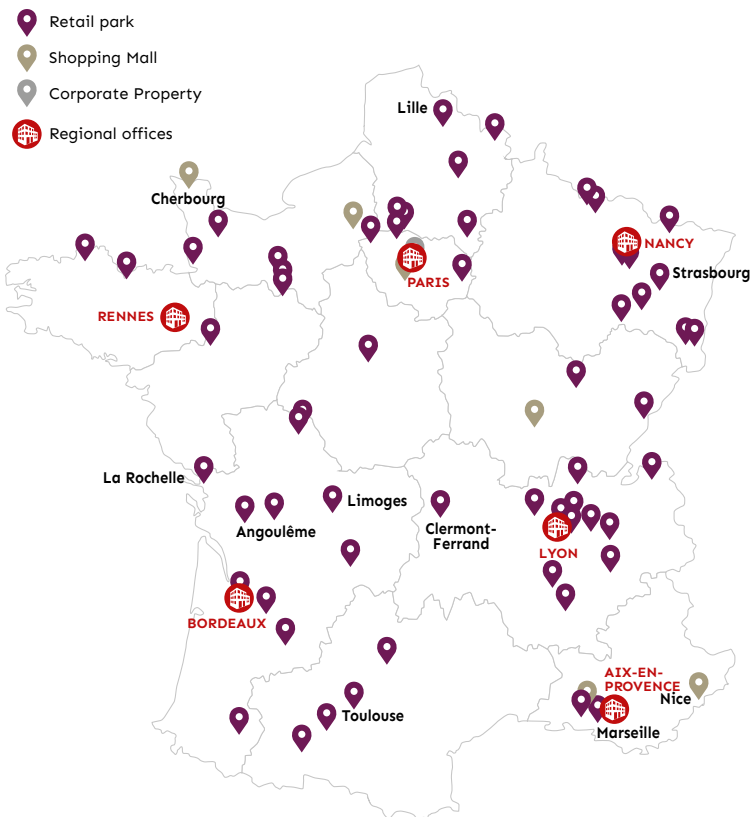 Retail park
Shopping Mall
Corporate Property
Regional offices
Lille
Cherbourg
NANCY
Strasbourg
PARIS
RENNES
La Rochelle
Limoges
Angoulême
Clermont-
Ferrand
LYON
BORDEAUX
AIX-EN-
PROVENCE
Nice
Toulouse
Marseille